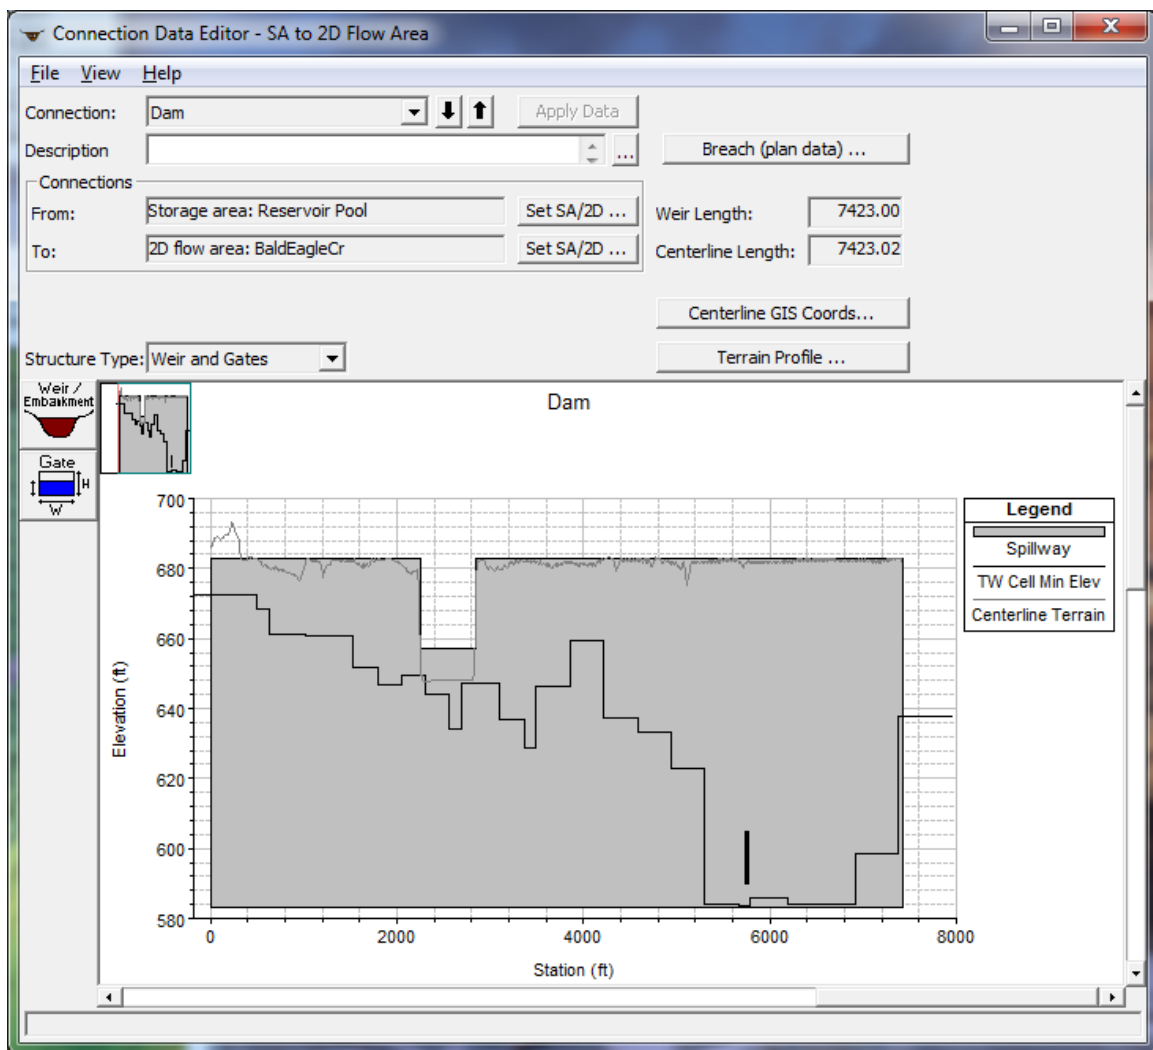 Connection Data Editor - SA to 2D Flow Area
File View Help
Connection: Dam Apply Data
Description ... Breach (plan data) ...
Connections
From: Storage area: Reservoir Pool Set SA/2D ... Weir Length: 7423.00
To: 2D flow area: BaldEagleCr Set SA/2D ... Centerline Length: 7423.02
Centerline GIS Coords...
Structure Type: Weir and Gates Terrain Profile ...
Weir /
Embankment
Gate
H
W
Dam
700
680
660
640
620
600
580
Elevation (ft)
0 2000 4000 6000 8000
Station (ft)
Legend
Spillway
TW Cell Min Elev
Centerline Terrain